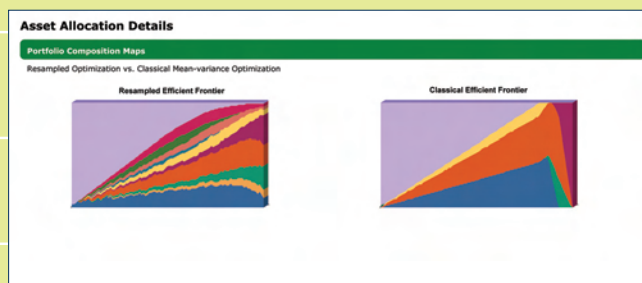 Asset Allocation Details
Portfolio Composition Maps
Resampled Optimization vs. Classical Mean-variance Optimization
Resampled Efficient Frontier
Classical Efficient Frontier